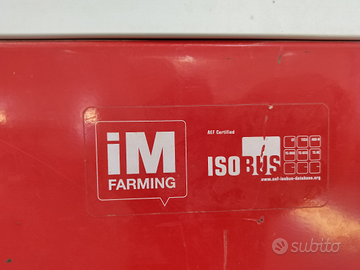 iM
FARMING
AEF Certified
ISOBUS
www.aef-isobus-database.org
subito